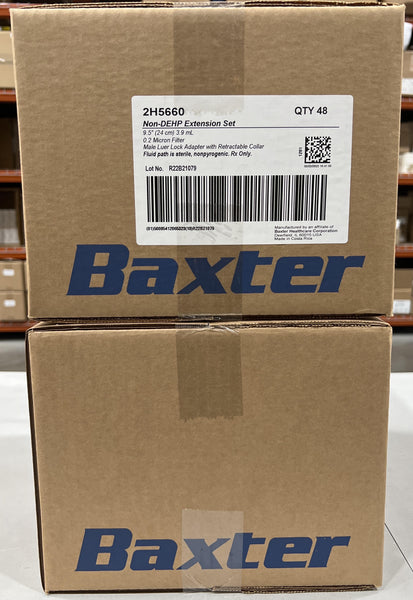 2H5660
QTY 48
Non-DEHP Extension Set
9.5" (24 cm) 3.9 mL
0.2 Micron Filter
Male Luer Lock Adapter with Retractable Collar
Fluid path is sterile, nonpyrogenic. Rx Only.
Lot No. R22B21079
Manufactured by an affiliate of
Baxter Healthcare Corporation
Deerfield, IL 60015 USA
Made in Costa Rica
Baxter
Baxter